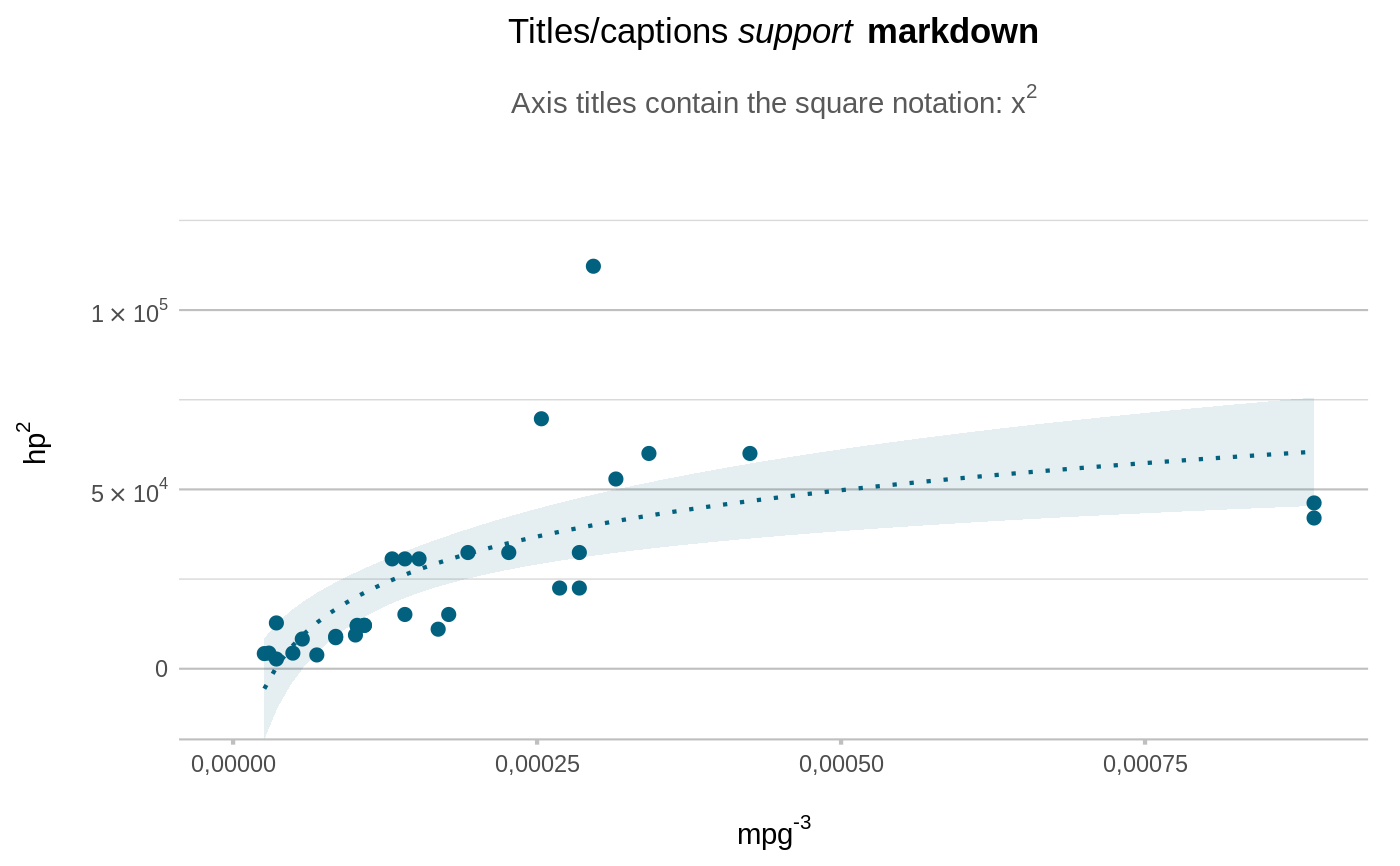 Titles/captions support markdown
Axis titles contain the square notation: x²
1 × 10⁵
5 × 10⁴
0
hp²
0,00000 0,00025 0,00050 0,00075
mpg⁻³